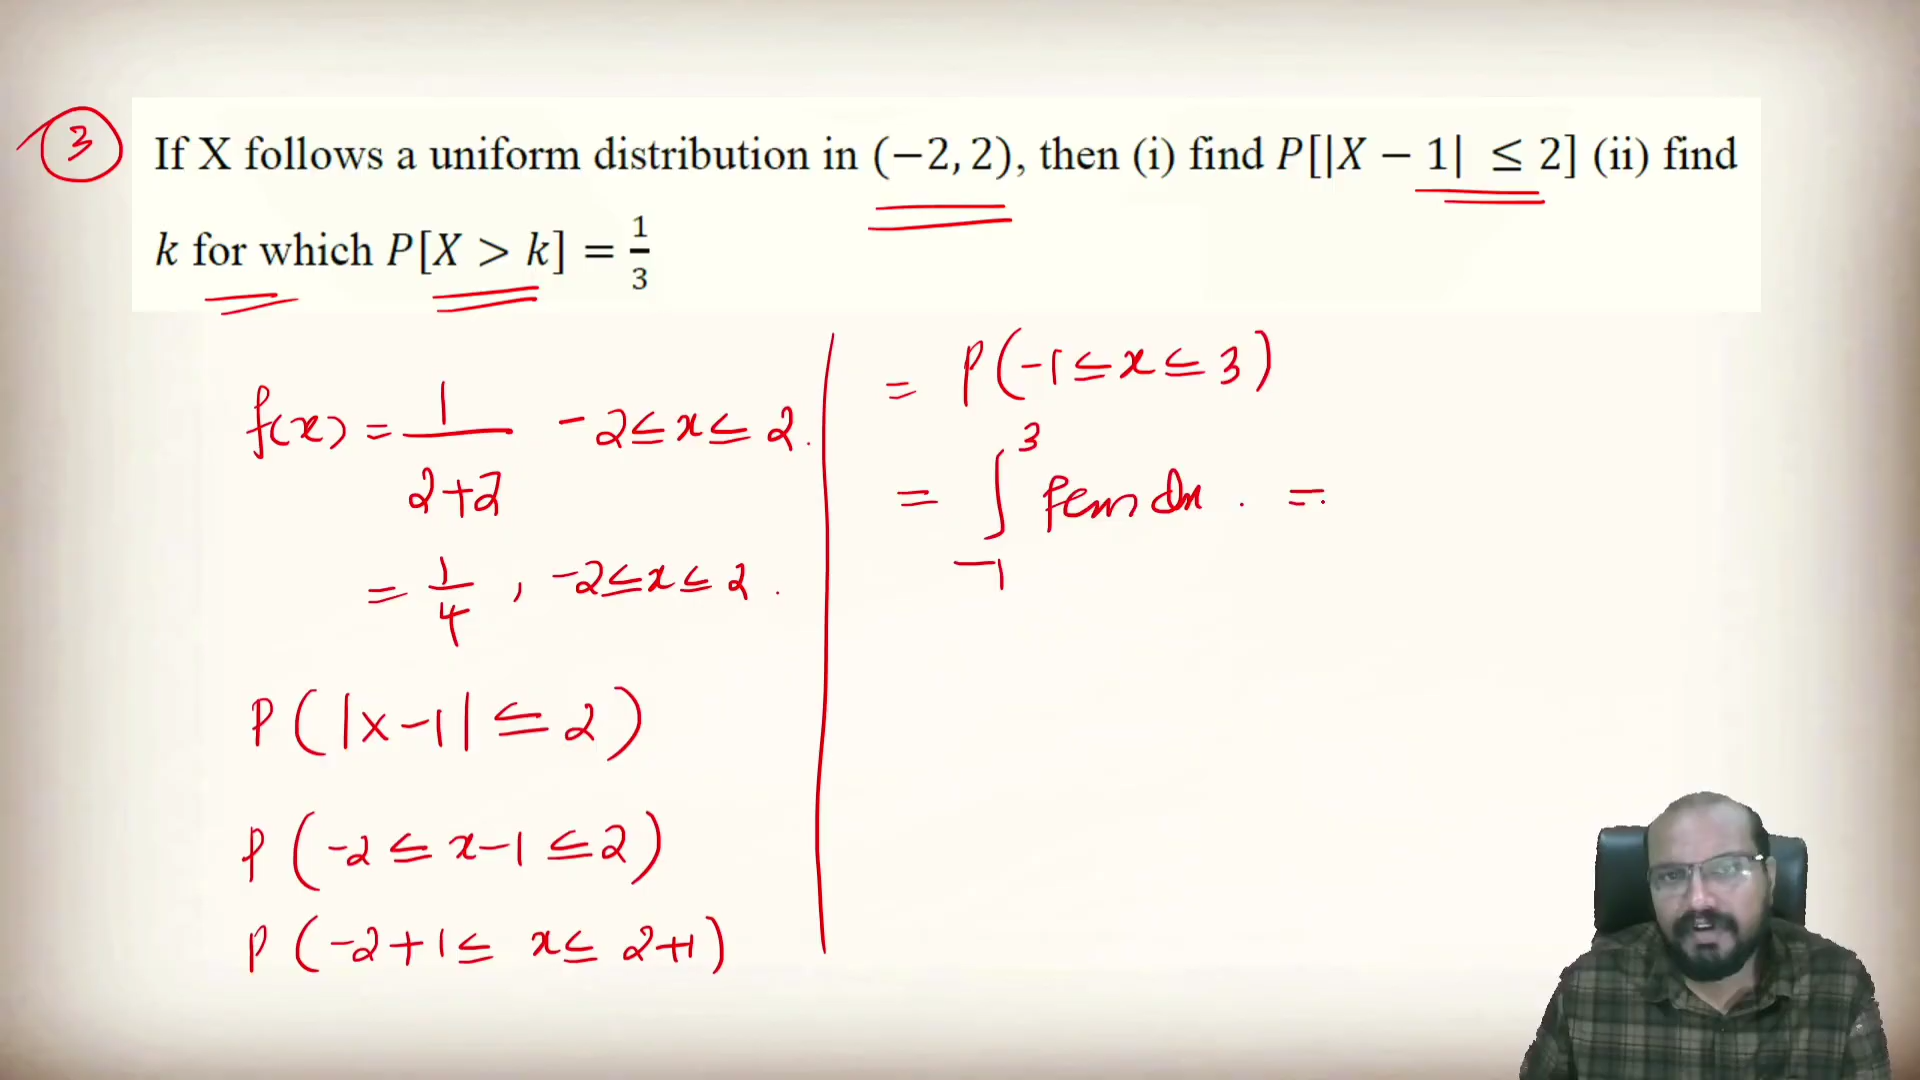 3
If X follows a uniform distribution in (−2, 2), then (i) find P[|X − 1| ≤ 2] (ii) find
k for which P[X > k] = 1/3
f(x) = 1/(2+2) -2≤x≤2.
= 1/4 , -2≤x≤2.
P(|x-1| ≤ 2)
P(-2 ≤ x-1 ≤ 2)
P(-2+1 ≤ x ≤ 2+1)
= P(-1≤x≤3)
= ∫_{-1}^{3} f(x) dx . =